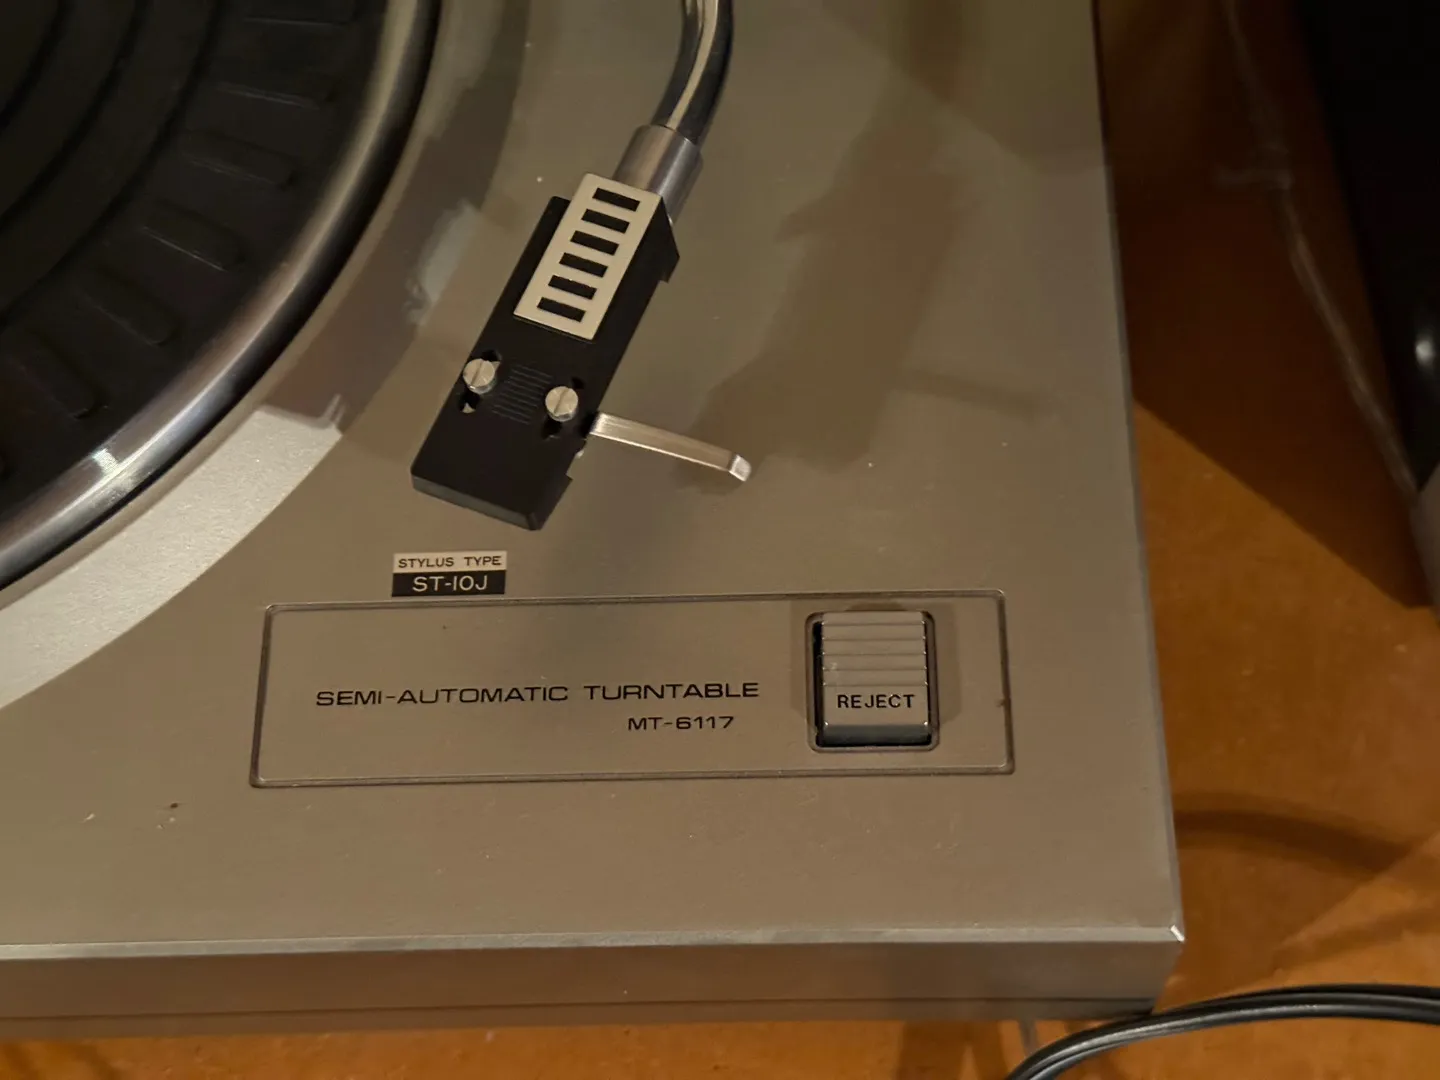 STYLUS TYPE
ST-10J
SEMI-AUTOMATIC TURNTABLE
MT-6117
REJECT